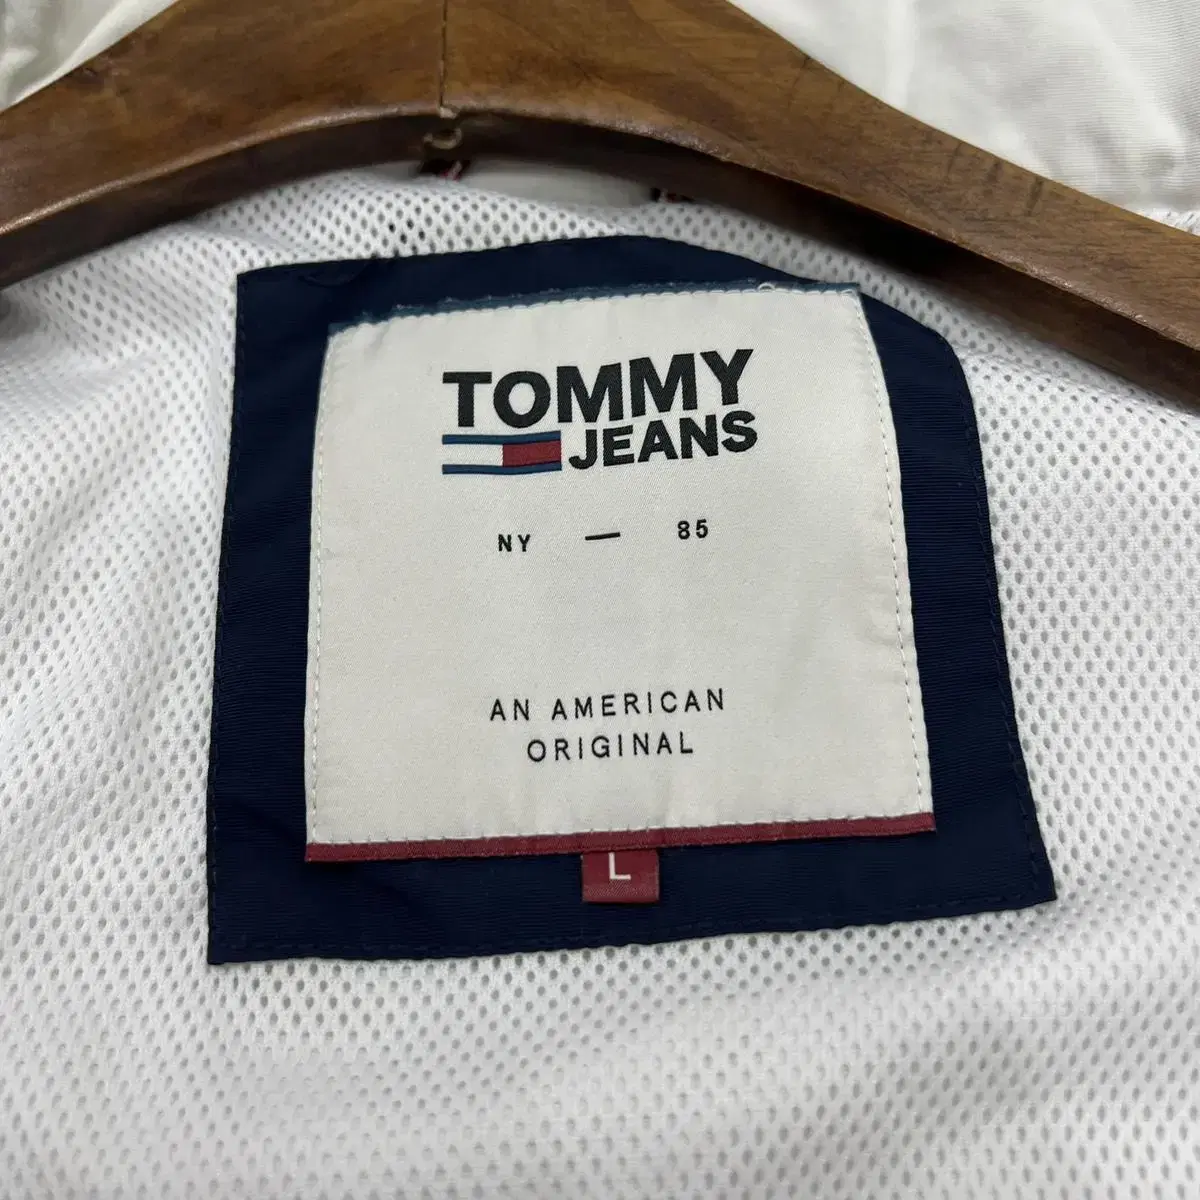 TOMMY
JEANS
NY — 85
AN AMERICAN
ORIGINAL
L